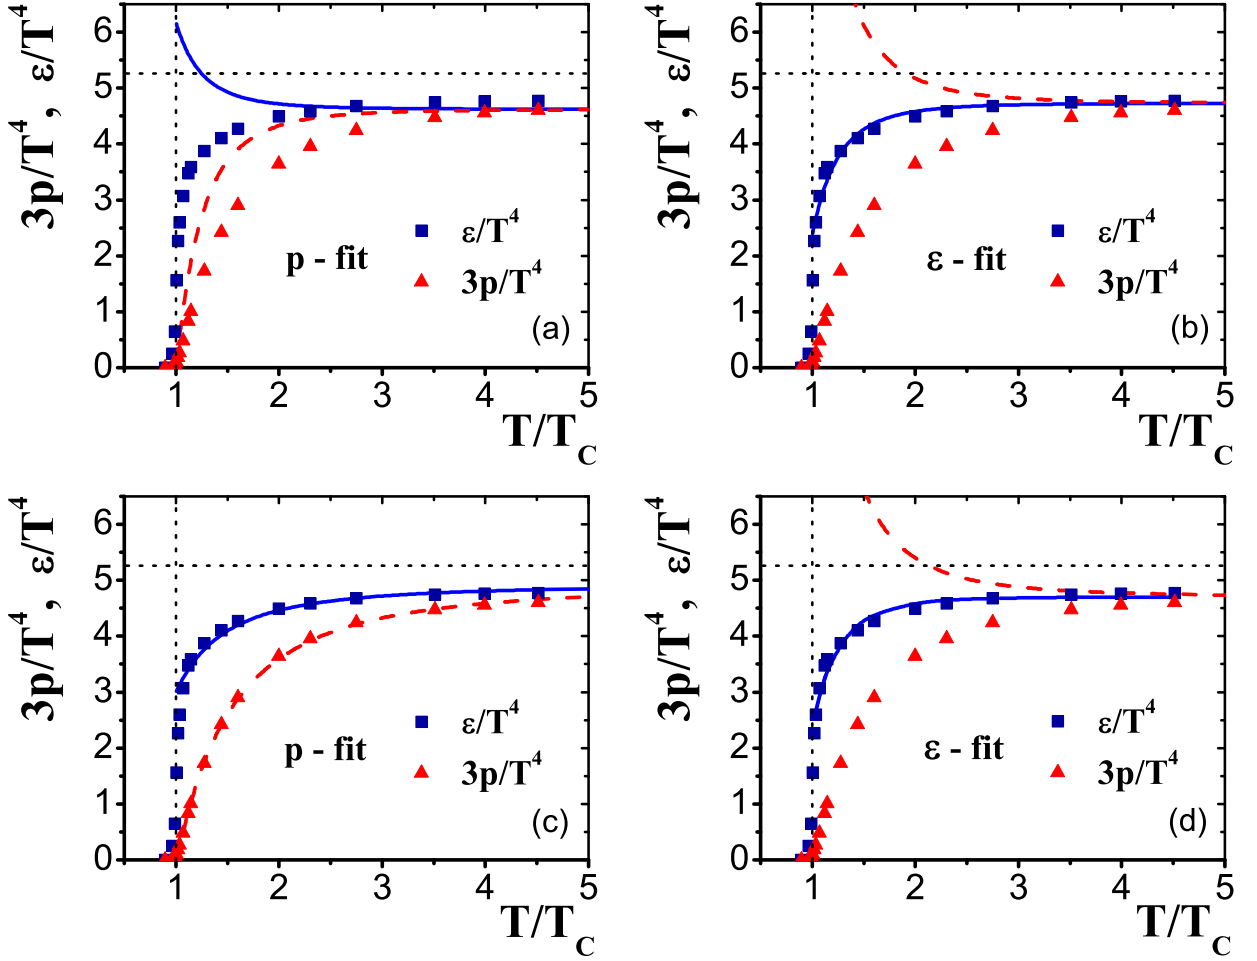 3p/T⁴ , ε/T⁴
6
5
4
3
2
1
0
ε/T⁴
3p/T⁴
p - fit
(a)
1 2 3 4 5
T/T_C
3p/T⁴ , ε/T⁴
6
5
4
3
2
1
0
ε/T⁴
3p/T⁴
ε - fit
(b)
1 2 3 4 5
T/T_C
3p/T⁴ , ε/T⁴
6
5
4
3
2
1
0
ε/T⁴
3p/T⁴
p - fit
(c)
1 2 3 4 5
T/T_C
3p/T⁴ , ε/T⁴
6
5
4
3
2
1
0
ε/T⁴
3p/T⁴
ε - fit
(d)
1 2 3 4 5
T/T_C